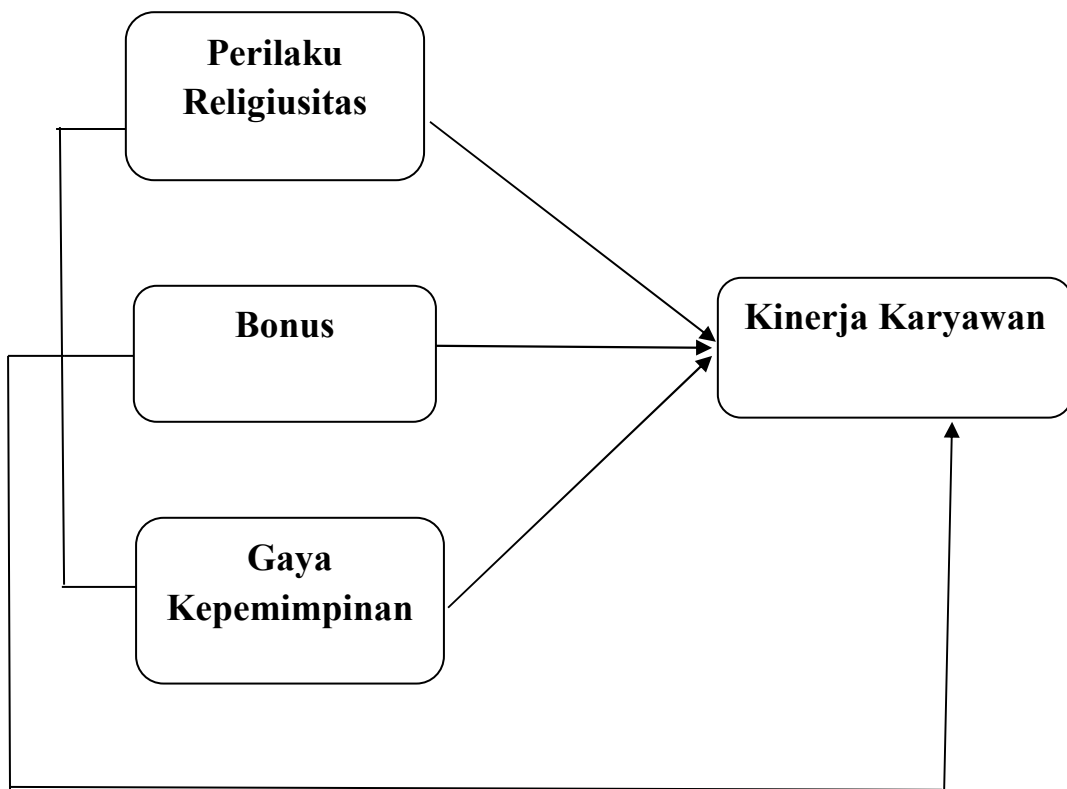 Perilaku
Religiusitas
Bonus
Kinerja Karyawan
Gaya
Kepemimpinan